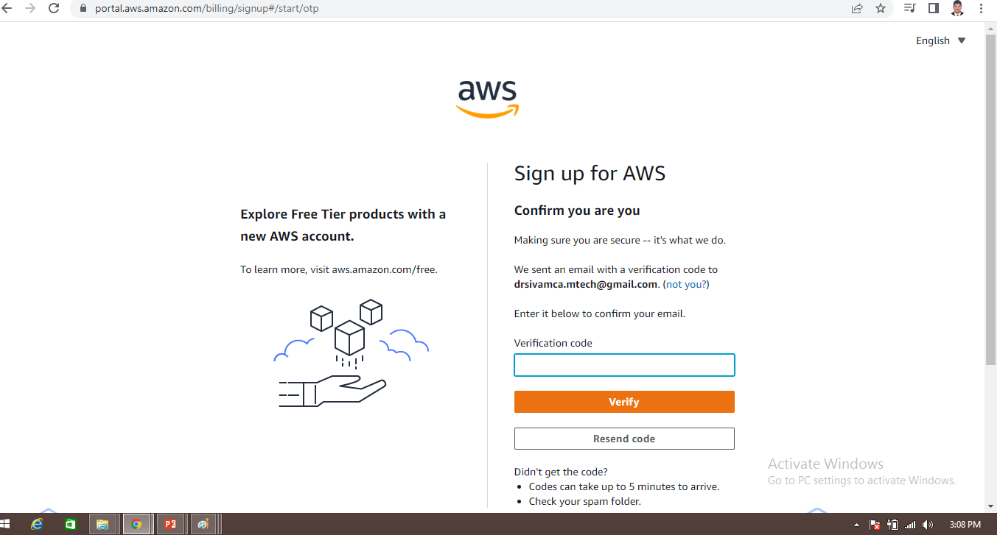 portal.aws.amazon.com/billing/signup#/start/otp
English
aws
Sign up for AWS
Explore Free Tier products with a
new AWS account.
To learn more, visit aws.amazon.com/free.
Confirm you are you
Making sure you are secure -- it's what we do.
We sent an email with a verification code to
drsivamca.mtech@gmail.com. (not you?)
Enter it below to confirm your email.
Verification code
Verify
Resend code
Didn't get the code?
• Codes can take up to 5 minutes to arrive.
• Check your spam folder.
Activate Windows
Go to PC settings to activate Windows.
3:08 PM